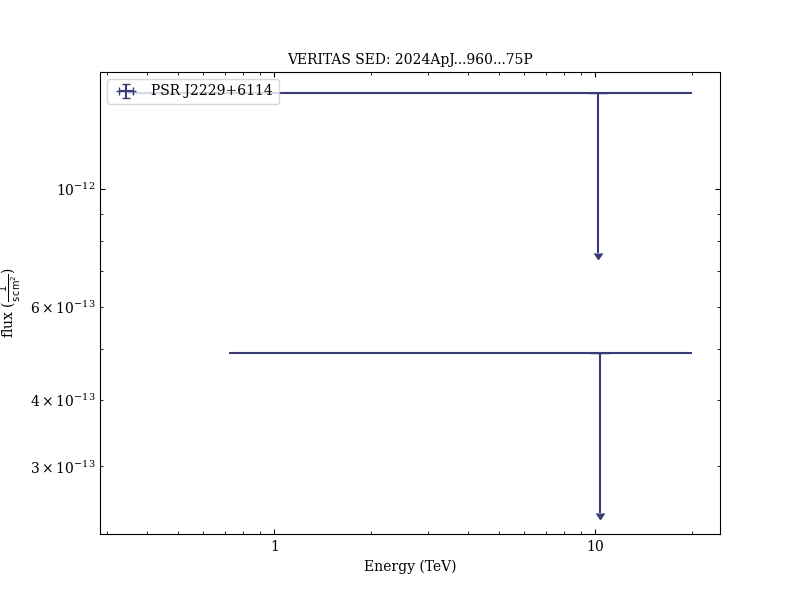 VERITAS SED: 2024ApJ...960...75P
PSR J2229+6114
10⁻¹²
6 × 10⁻¹³
4 × 10⁻¹³
3 × 10⁻¹³
flux (1/s cm²)
1 10
Energy (TeV)